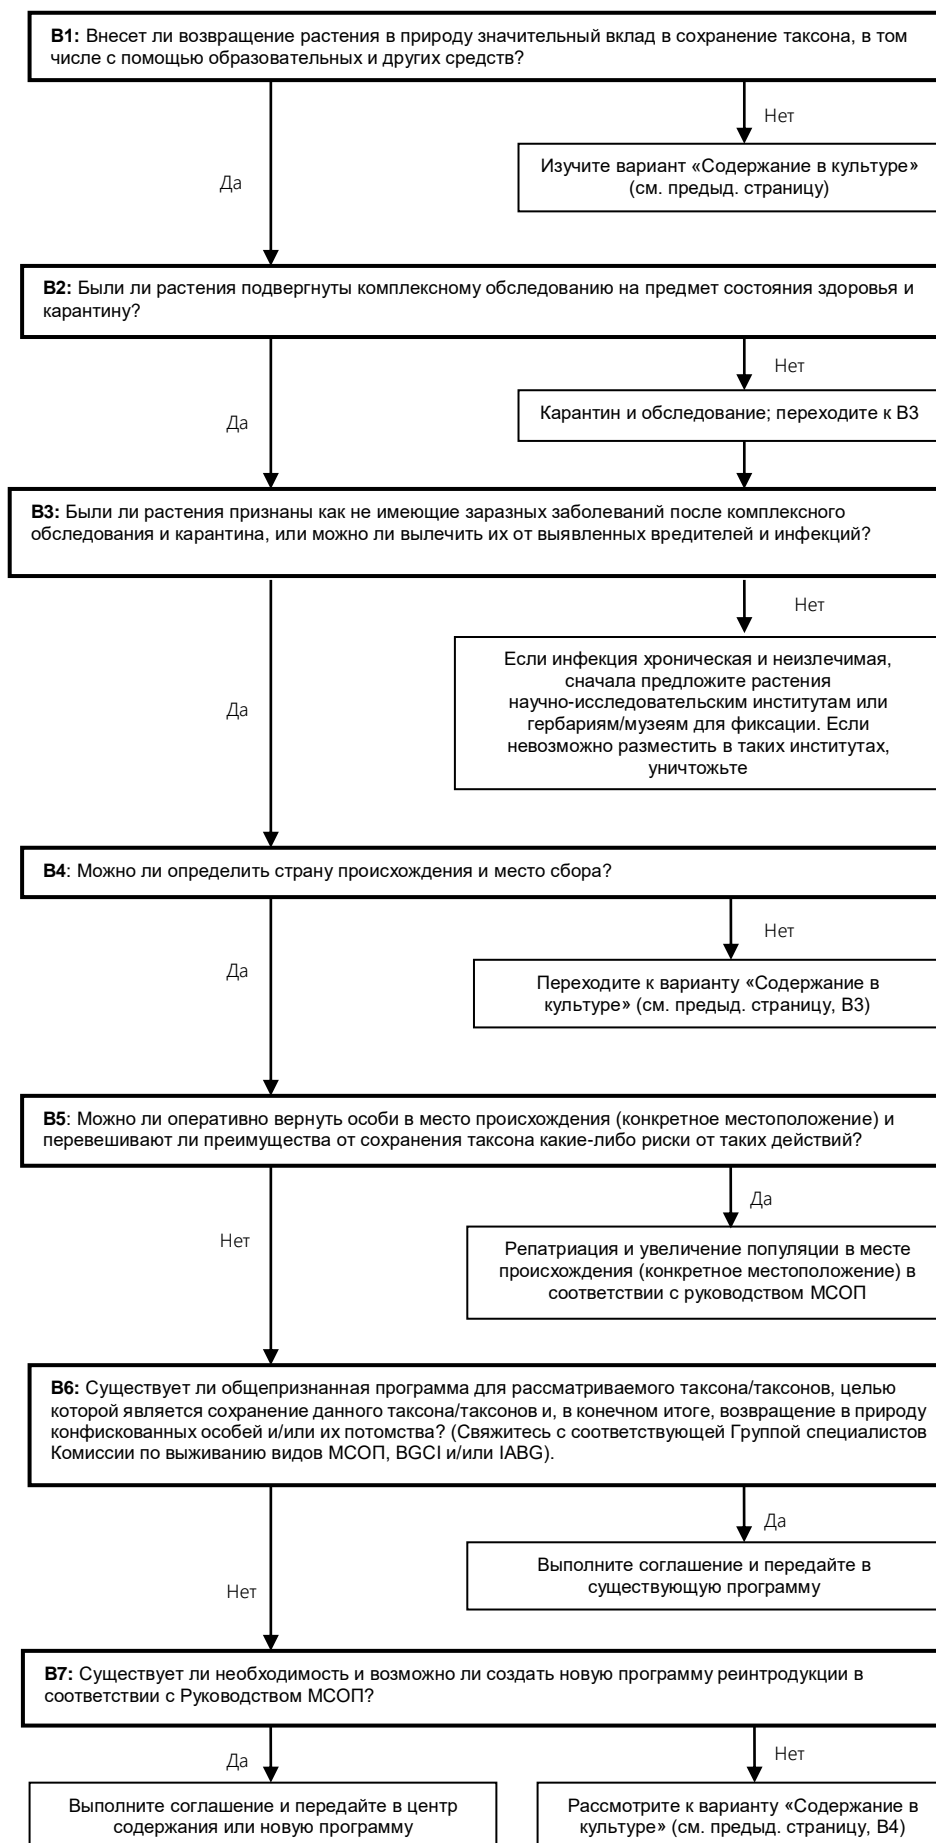 B1: Внесет ли возвращение растения в природу значительный вклад в сохранение таксона, в том
числе с помощью образовательных и других средств?
Нет
Да
Изучите вариант «Содержание в культуре»
(см. предыд. страницу)
B2: Были ли растения подвергнуты комплексному обследованию на предмет состояния здоровья и
карантину?
Нет
Да
Карантин и обследование; переходите к B3
B3: Были ли растения признаны как не имеющие заразных заболеваний после комплексного
обследования и карантина, или можно ли вылечить их от выявленных вредителей и инфекций?
Нет
Да
Если инфекция хроническая и неизлечимая,
сначала предложите растения
научно-исследовательским институтам или
гербариям/музеям для фиксации. Если
невозможно разместить в таких институтах,
уничтожьте
B4: Можно ли определить страну происхождения и место сбора?
Нет
Да
Переходите к варианту «Содержание в
культуре» (см. предыд. страницу, B3)
B5: Можно ли оперативно вернуть особи в место происхождения (конкретное местоположение) и
перевешивают ли преимущества от сохранения таксона какие-либо риски от таких действий?
Да
Нет
Репатриация и увеличение популяции в месте
происхождения (конкретное местоположение) в
соответствии с руководством МСОП
B6: Существует ли общепризнанная программа для рассматриваемого таксона/таксонов, целью
которой является сохранение данного таксона/таксонов и, в конечном итоге, возвращение в природу
конфискованных особей и/или их потомства? (Свяжитесь с соответствующей Группой специалистов
Комиссии по выживанию видов МСОП, BGCI и/или IABG).
Да
Нет
Выполните соглашение и передайте в
существующую программу
B7: Существует ли необходимость и возможно ли создать новую программу реинтродукции в
соответствии с Руководством МСОП?
Да
Нет
Выполните соглашение и передайте в центр
содержания или новую программу
Рассмотрите к варианту «Содержание в
культуре» (см. предыд. страницу, B4)